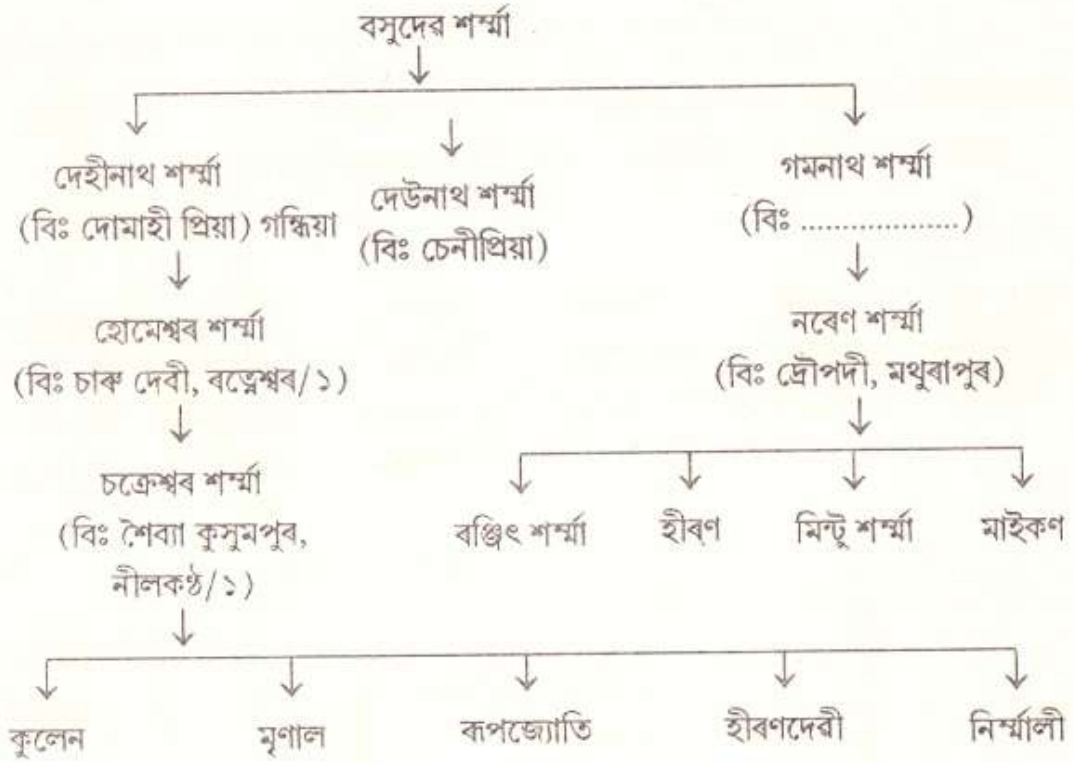 বসুদেৱ শৰ্ম্মা
দেহীনাথ শৰ্ম্মা
(বিঃ দোমাহী প্ৰিয়া) গন্ধিয়া
দেউনাথ শৰ্ম্মা
(বিঃ চেনীপ্ৰিয়া)
গমনাথ শৰ্ম্মা
(বিঃ ..................)
হোমেশ্বৰ শৰ্ম্মা
(বিঃ চাৰু দেবী, ৰত্নেশ্বৰ/১)
নৰেণ শৰ্ম্মা
(বিঃ দ্ৰৌপদী, মথুৰাপুৰ)
চক্ৰেশ্বৰ শৰ্ম্মা
(বিঃ শৈব্যা কুসুমপুৰ,
নীলকণ্ঠ/১)
ৰঞ্জিৎ শৰ্ম্মা
হীৰণ
মিন্টু শৰ্ম্মা
মাইকণ
কুলেন
মৃণাল
ৰূপজ্যোতি
হীৰণদেৱী
নিৰ্ম্মালী